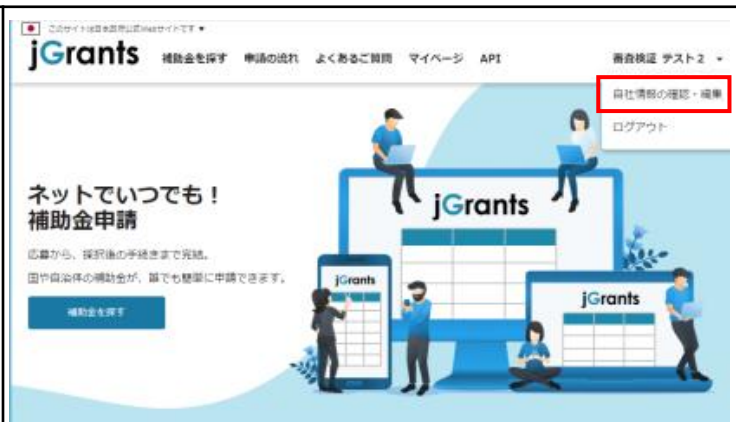 このサイトは日本政府公式Webサイトです ▼
jGrants 補助金を探す 申請の流れ よくあるご質問 マイページ API 審査検証 テスト2
自社情報の確認・編集
ログアウト
ネットでいつでも！
補助金申請
応募から、採択後の手続きまで完結。
国や自治体の補助金が、誰でも簡単に申請できます。
補助金を探す
jGrants
jGrants
jGrants